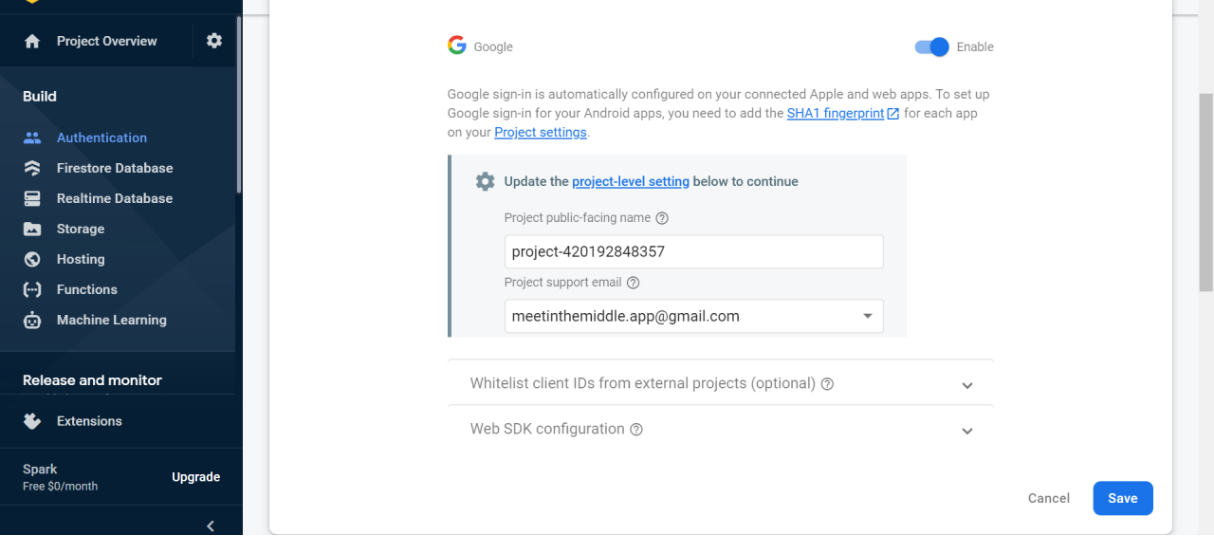 Project Overview
Build
Authentication
Firestore Database
Realtime Database
Storage
Hosting
Functions
Machine Learning
Release and monitor
Extensions
Spark
Free $0/month
Upgrade
Google
Enable
Google sign-in is automatically configured on your connected Apple and web apps. To set up
Google sign-in for your Android apps, you need to add the SHA1 fingerprint for each app
on your Project settings.
Update the project-level setting below to continue
Project public-facing name
project-420192848357
Project support email
meetinthemiddle.app@gmail.com
Whitelist client IDs from external projects (optional)
Web SDK configuration
Cancel
Save